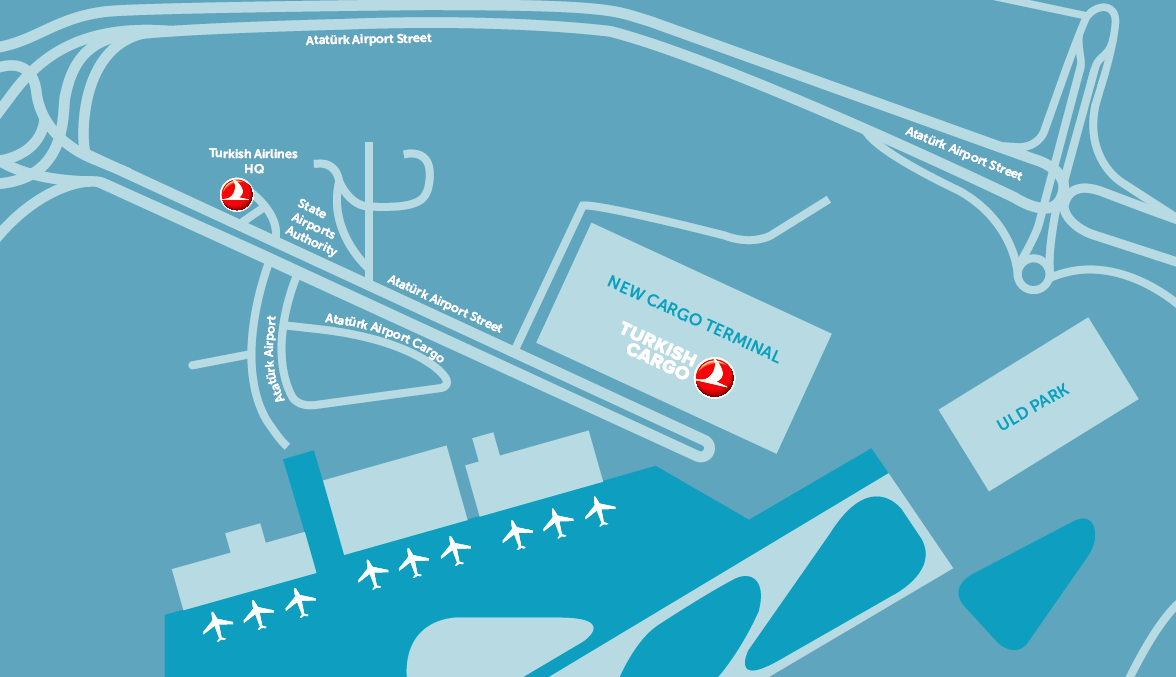 Atatürk Airport Street
Atatürk Airport Street
Turkish Airlines
HQ
State
Airports
Authority
Atatürk Airport Street
NEW CARGO TERMINAL
TURKISH
CARGO
Atatürk Airport Cargo
Atatürk Airport
ULD PARK